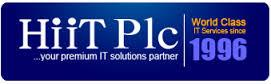 HiiT Plc
...your premium IT solutions partner
World Class
IT Services since
1996